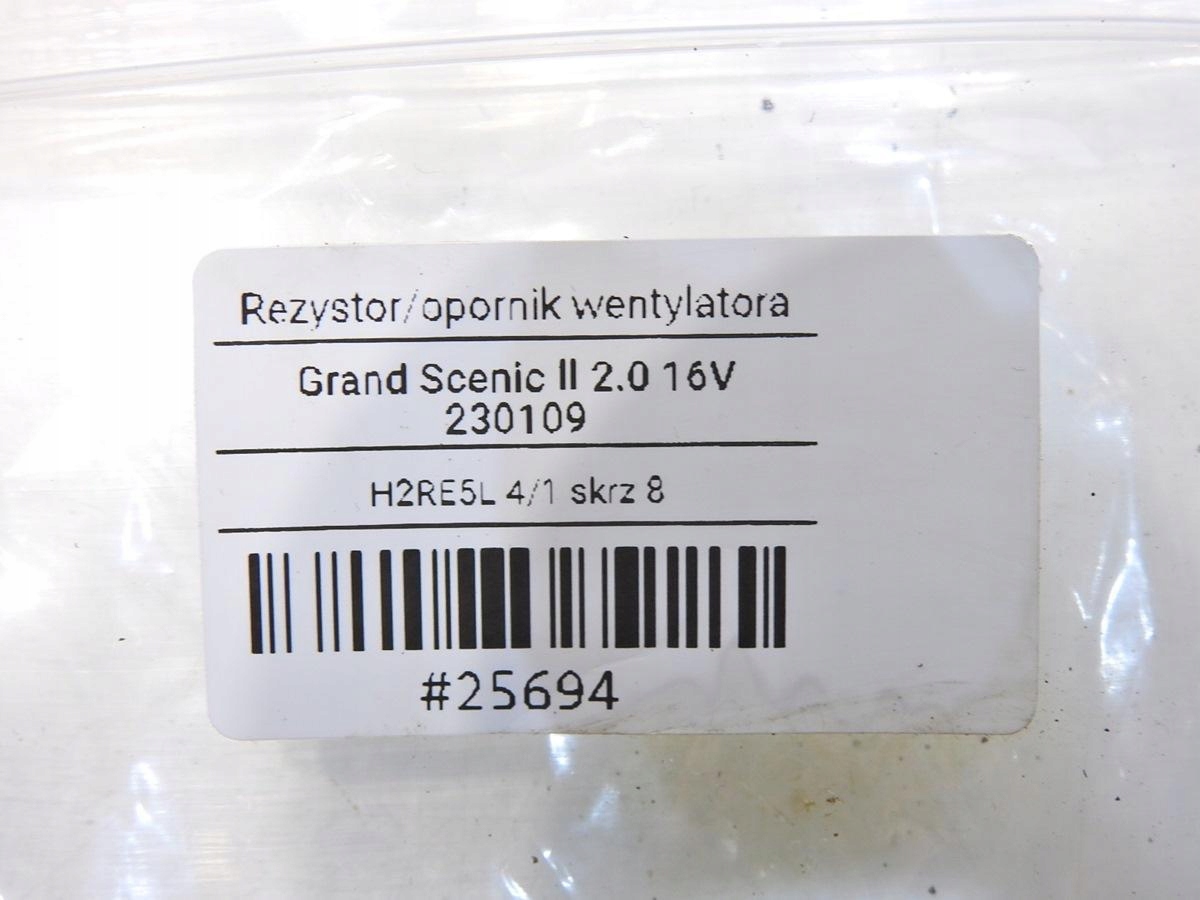 Rezystor/opornik wentylatora
Grand Scenic II 2.0 16V
230109
H2RE5L 4/1 skrz 8
#25694